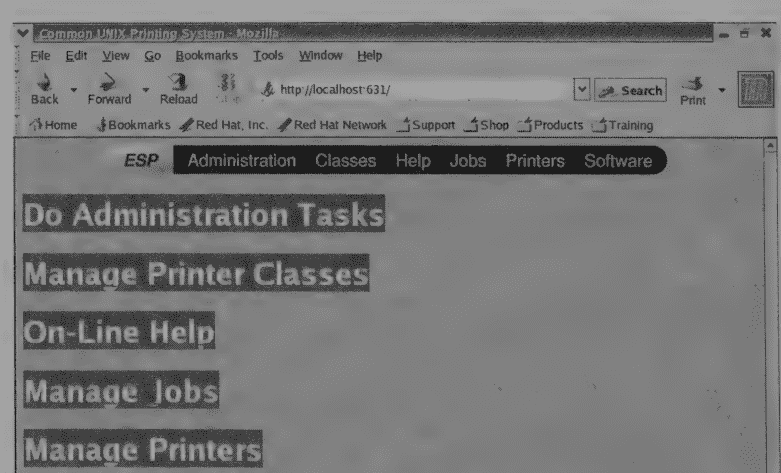 Common UNIX Printing System - Mozilla
File Edit View Go Bookmarks Tools Window Help
http://localhost:631/ Search
Back Forward Reload Print
Home Bookmarks Red Hat, Inc. Red Hat Network Support Shop Products Training
ESP Administration Classes Help Jobs Printers Software
Do Administration Tasks
Manage Printer Classes
On-Line Help
Manage Jobs
Manage Printers